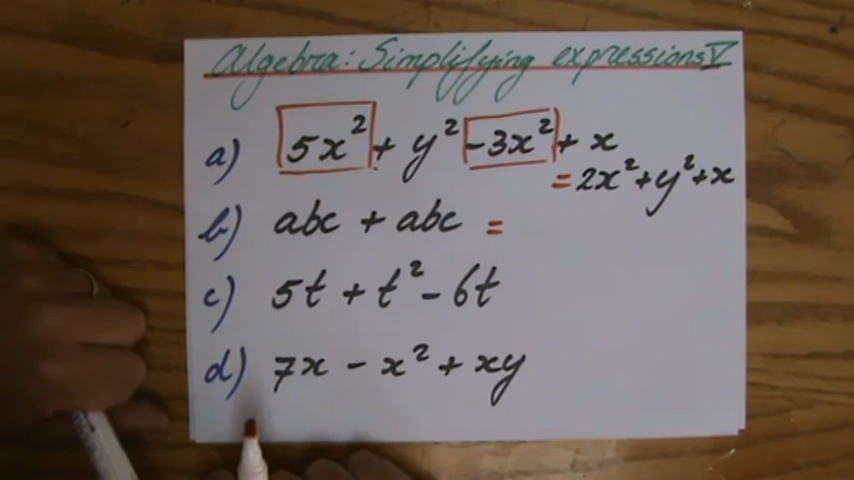 Algebra: Simplifying expressions V
a) 5x² + y² -3x² + x
= 2x² + y² + x
b) abc + abc =
c) 5t + t² - 6t
d) 7x - x² + xy